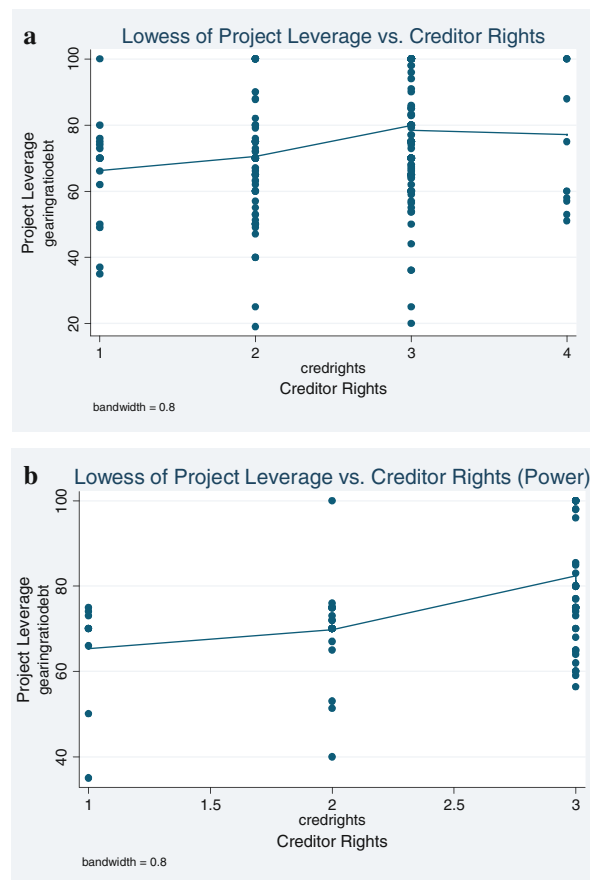 a
Lowess of Project Leverage vs. Creditor Rights
Project Leverage
gearingratiodebt
100
80
60
40
20
1 2 3 4
credrights
Creditor Rights
bandwidth = 0.8
b
Lowess of Project Leverage vs. Creditor Rights (Power)
Project Leverage
gearingratiodebt
100
80
60
40
1 1.5 2 2.5 3
credrights
Creditor Rights
bandwidth = 0.8